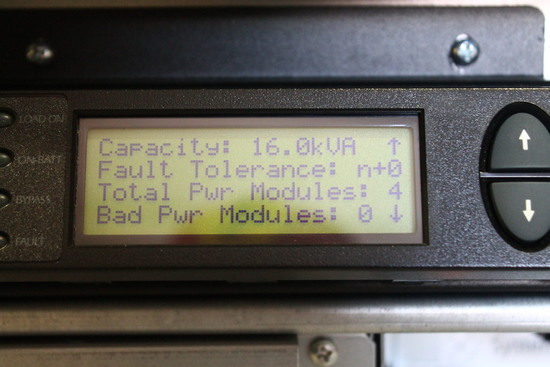 LOAD ON
Capacity: 16.0kVA ↑
ON-BATT
Fault Tolerance: n+0
BYPASS
Total Pwr Modules: 4
FAULT
Bad Pwr Modules: 0 ↓